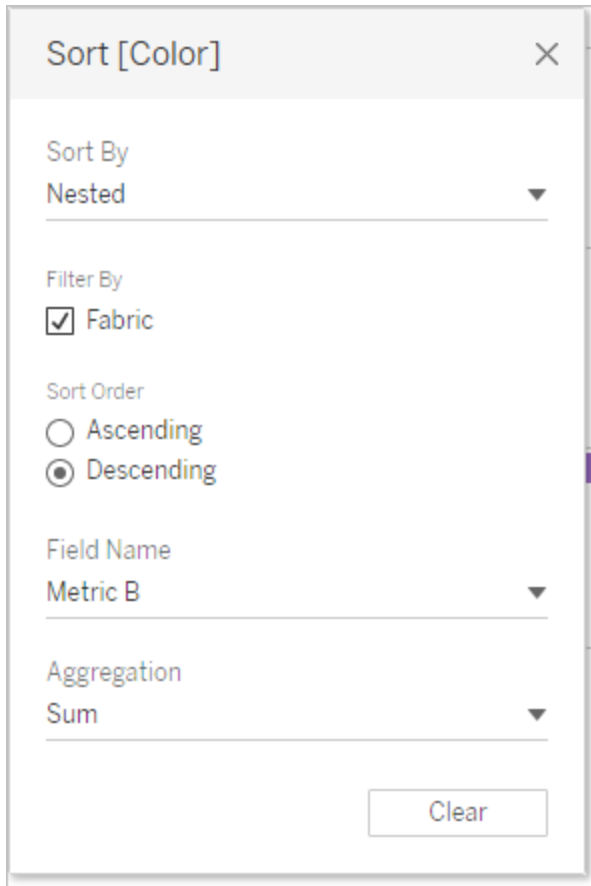 Sort [Color]
Sort By
Nested
Filter By
Fabric
Sort Order
Ascending
Descending
Field Name
Metric B
Aggregation
Sum
Clear